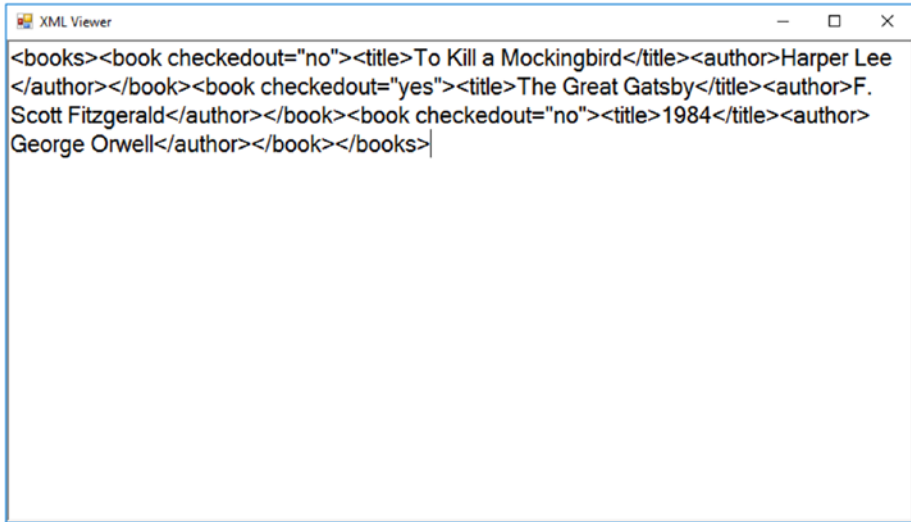 XML Viewer
<books><book checkedout="no"><title>To Kill a Mockingbird</title><author>Harper Lee
</author></book><book checkedout="yes"><title>The Great Gatsby</title><author>F.
Scott Fitzgerald</author></book><book checkedout="no"><title>1984</title><author>
George Orwell</author></book></books>